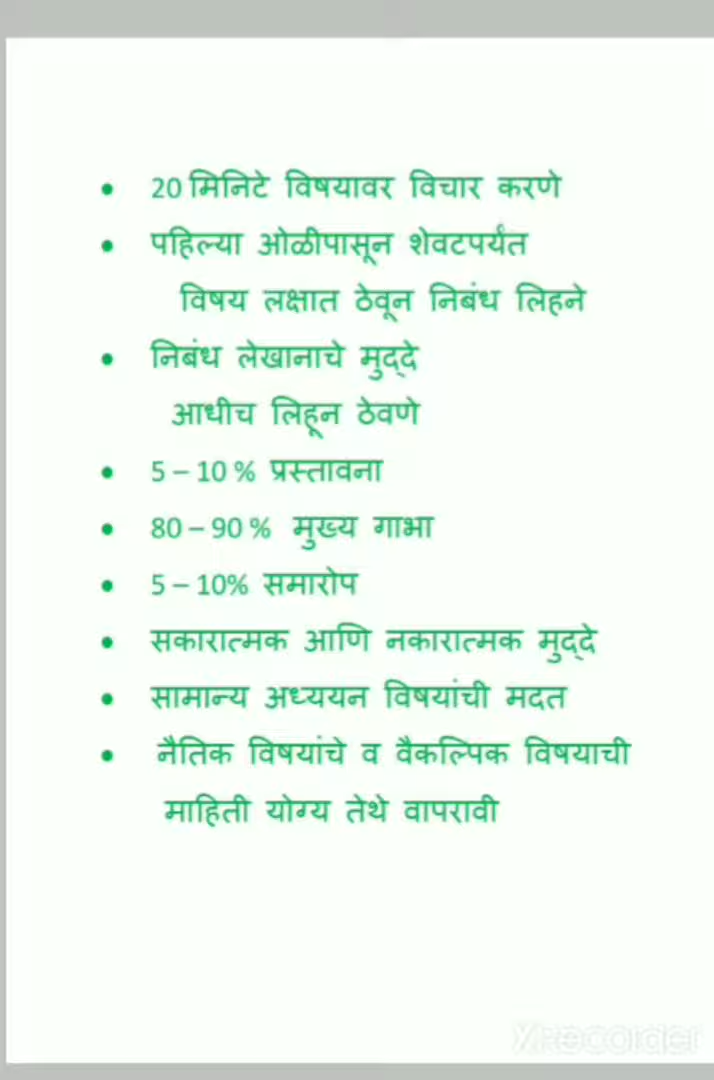 • 20 मिनिटे विषयावर विचार करणे
• पहिल्या ओळीपासून शेवटपर्यंत
विषय लक्षात ठेवून निबंध लिहने
• निबंध लेखानाचे मुद्दे
आधीच लिहून ठेवणे
• 5 – 10 % प्रस्तावना
• 80 – 90 % मुख्य गाभा
• 5 – 10% समारोप
• सकारात्मक आणि नकारात्मक मुद्दे
• सामान्य अध्ययन विषयांची मदत
• नैतिक विषयांचे व वैकल्पिक विषयाची
माहिती योग्य तेथे वापरावी
XRecorder